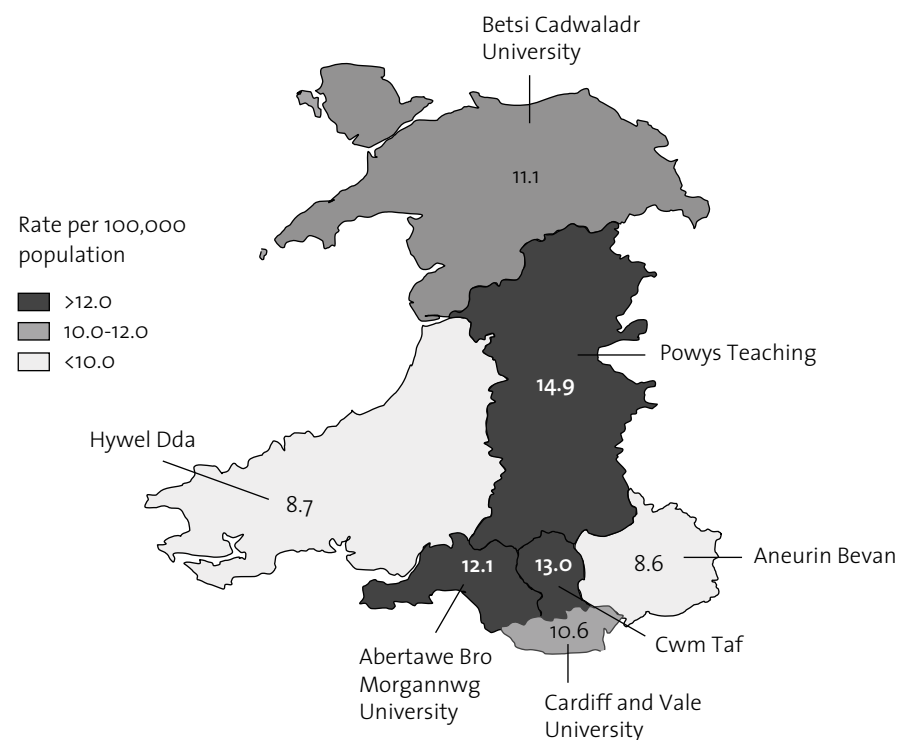 Betsi Cadwaladr
University
11.1
Rate per 100,000
population
>12.0
10.0-12.0
<10.0
Powys Teaching
14.9
Hywel Dda
8.7
12.1
13.0
8.6
Aneurin Bevan
10.6
Cwm Taf
Abertawe Bro
Morgannwg
University
Cardiff and Vale
University